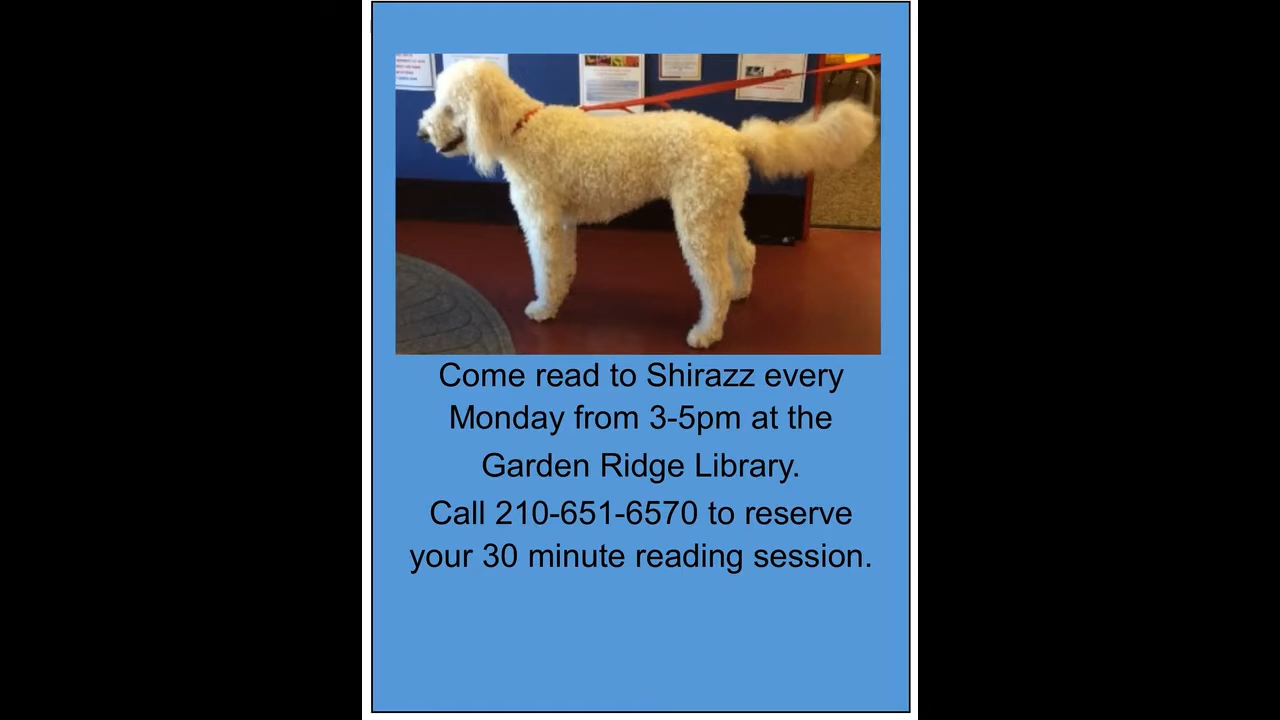 Come read to Shirazz every
Monday from 3-5pm at the
Garden Ridge Library.
Call 210-651-6570 to reserve
your 30 minute reading session.